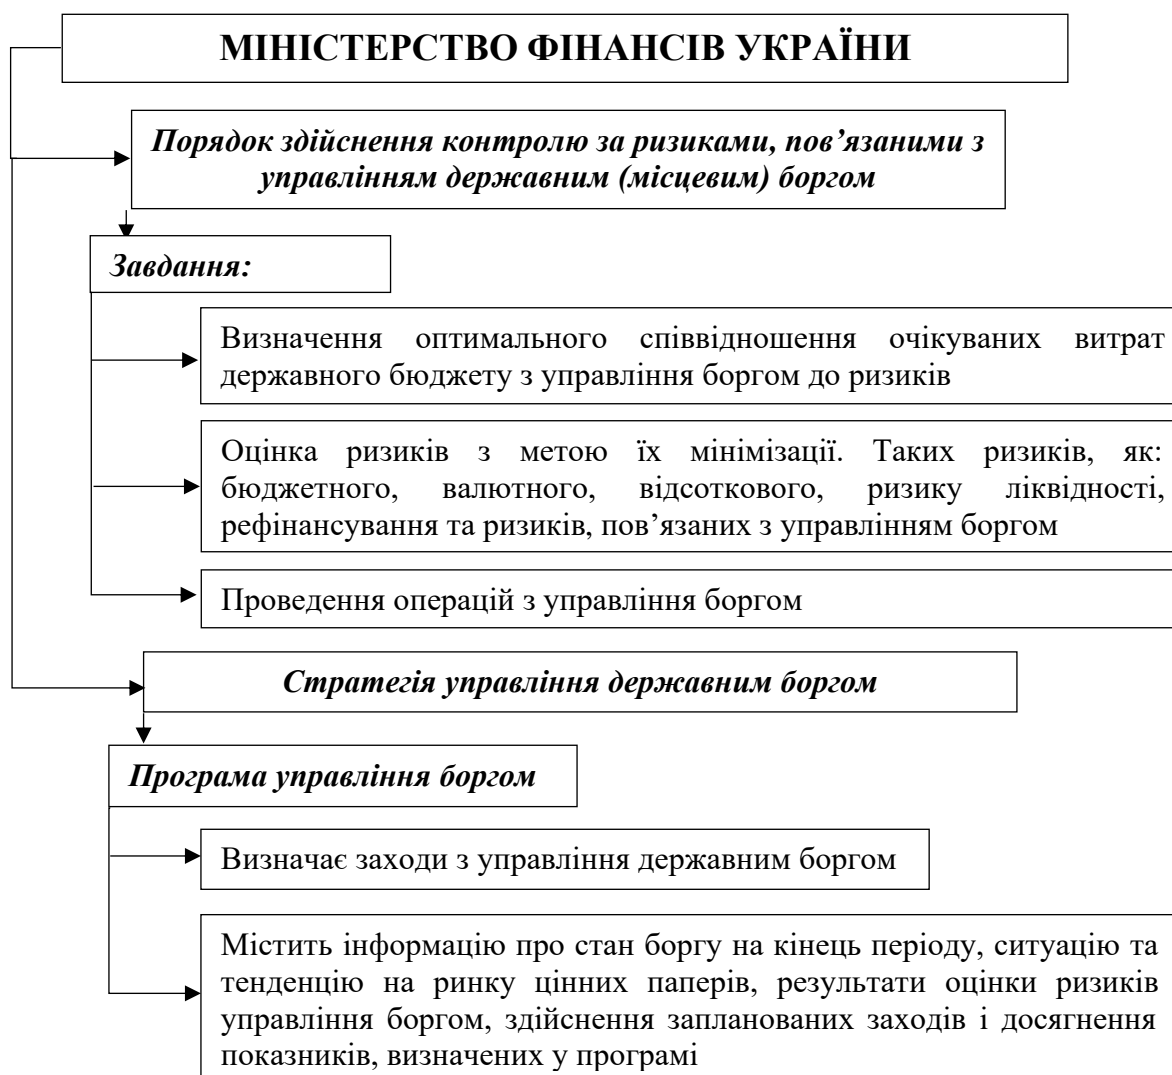 МІНІСТЕРСТВО ФІНАНСІВ УКРАЇНИ
Порядок здійснення контролю за ризиками, пов’язаними з
управлінням державним (місцевим) боргом
Завдання:
Визначення оптимального співвідношення очікуваних витрат
державного бюджету з управління боргом до ризиків
Оцінка ризиків з метою їх мінімізації. Таких ризиків, як:
бюджетного, валютного, відсоткового, ризику ліквідності,
рефінансування та ризиків, пов’язаних з управлінням боргом
Проведення операцій з управління боргом
Стратегія управління державним боргом
Програма управління боргом
Визначає заходи з управління державним боргом
Містить інформацію про стан боргу на кінець періоду, ситуацію та
тенденцію на ринку цінних паперів, результати оцінки ризиків
управління боргом, здійснення запланованих заходів і досягнення
показників, визначених у програмі